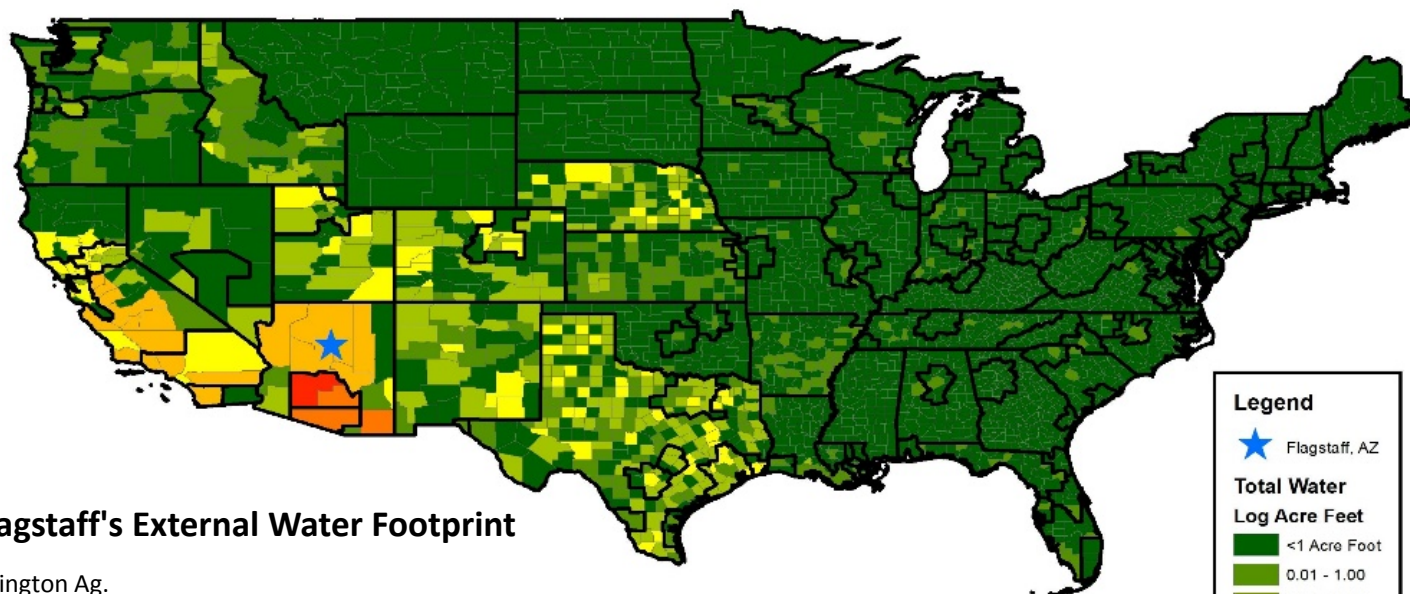 Legend
Flagstaff, AZ
Total Water
Log Acre Feet
<1 Acre Foot
0.01 - 1.00
lagstaff's External Water Footprint
ington Ag.